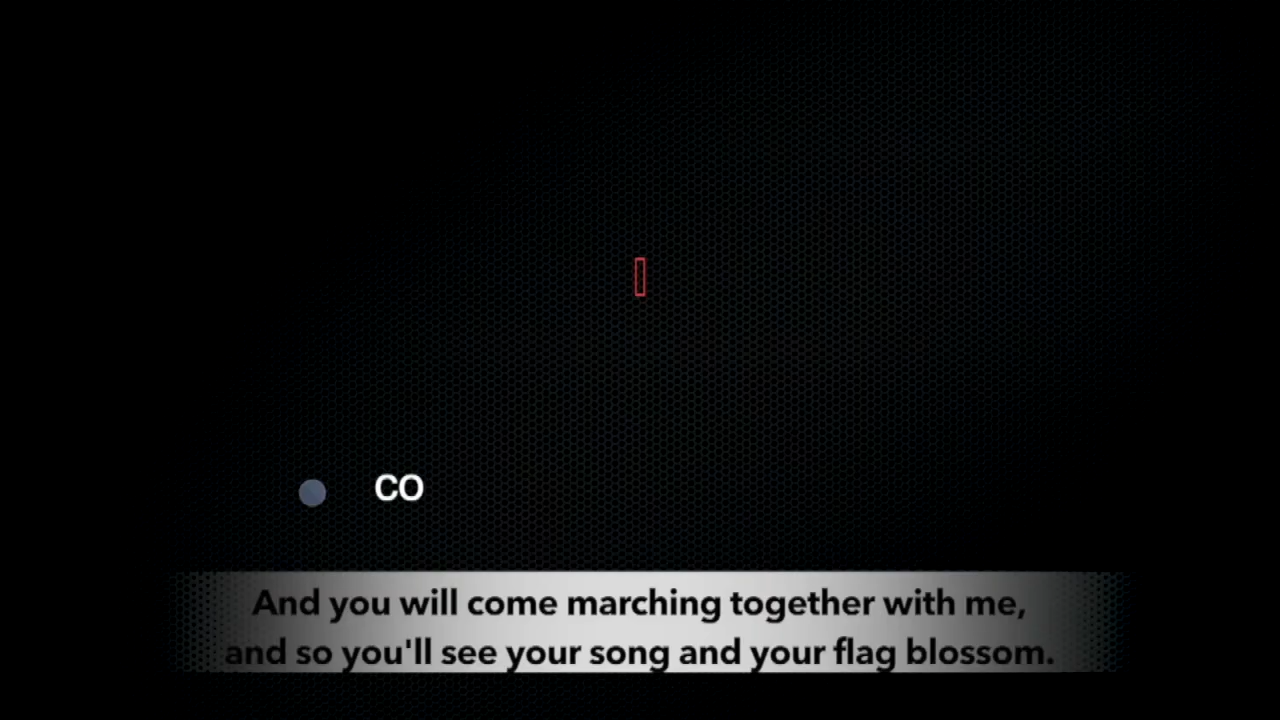 CO
And you will come marching together with me,
and so you'll see your song and your flag blossom.